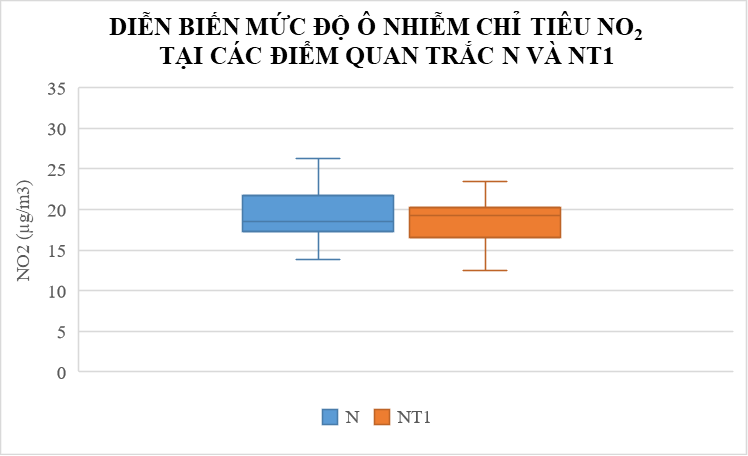 DIỄN BIẾN MỨC ĐỘ Ô NHIỄM CHỈ TIÊU NO₂
TẠI CÁC ĐIỂM QUAN TRẮC N VÀ NT1
35
30
25
20
15
10
5
0
NO2 (µg/m3)
N NT1